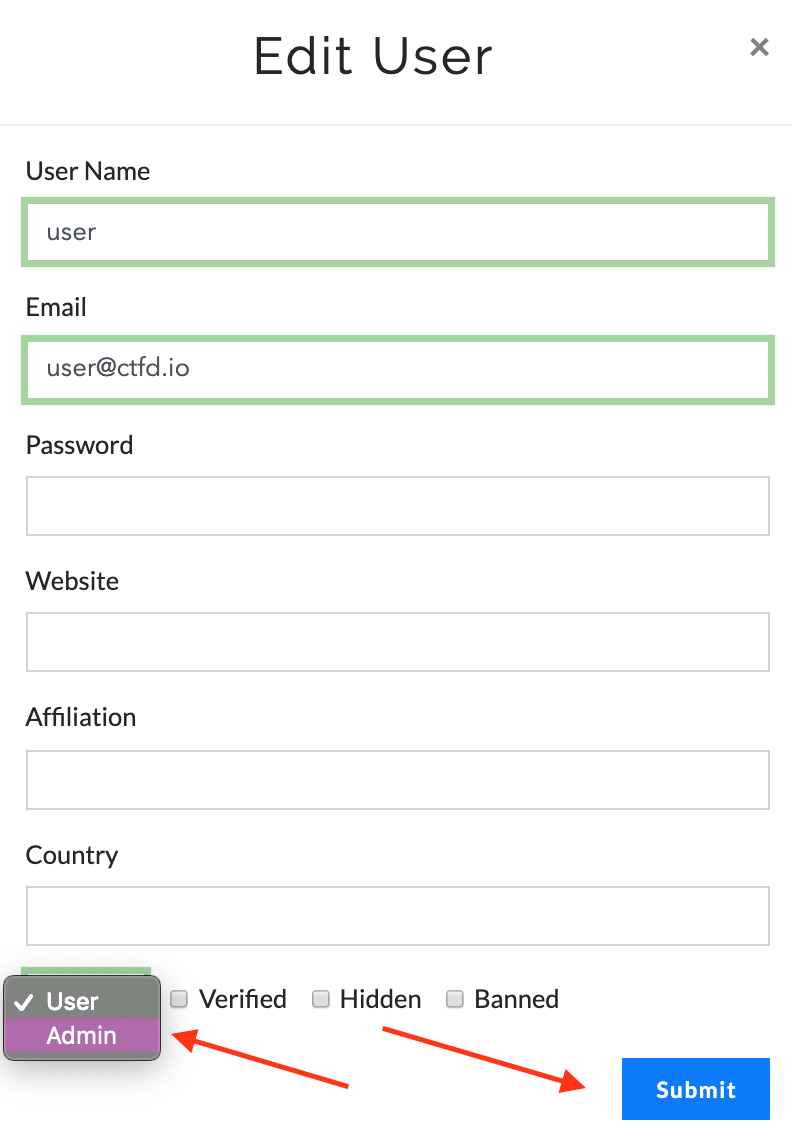 Edit User ×
User Name
user
Email
user@ctfd.io
Password
Website
Affiliation
Country
✓ User Verified Hidden Banned
Admin
Submit